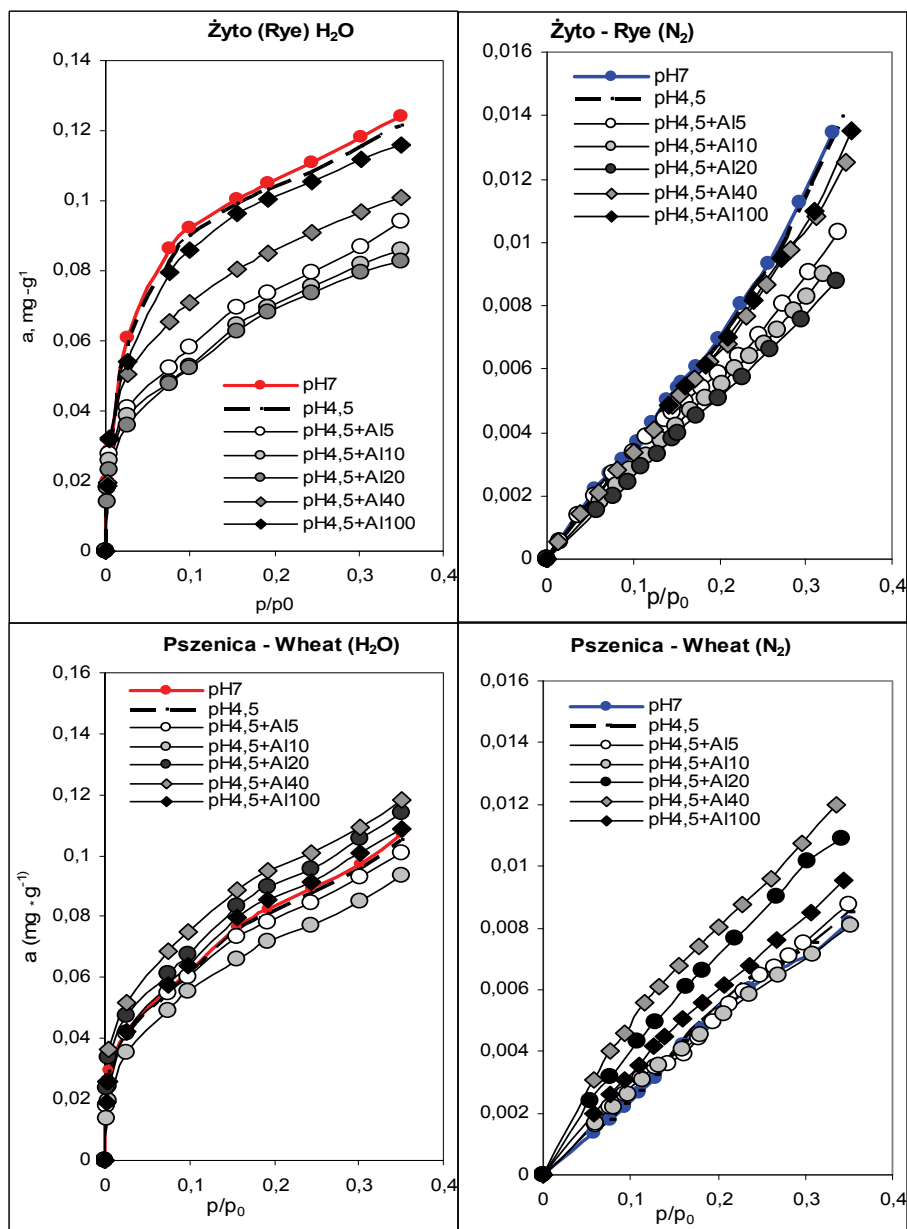 Żyto (Rye) H₂O
0,14
0,12
0,1
0,08
0,06
0,04
0,02
0
a, mg -g¹
pH7
pH4,5
pH4,5+Al5
pH4,5+Al10
pH4,5+Al20
pH4,5+Al40
pH4,5+Al100
0
0,1
0,2
0,3
0,4
p/p0
Żyto - Rye (N₂)
0,016
0,014
0,012
0,01
0,008
0,006
0,004
0,002
0
pH7
pH4,5
pH4,5+Al5
pH4,5+Al10
pH4,5+Al20
pH4,5+Al40
pH4,5+Al100
0
0,1
0,2
0,3
0,4
p/p₀
Pszenica - Wheat (H₂O)
0,16
0,14
0,12
0,1
0,08
0,06
0,04
0,02
0
a (mg * g⁻¹)
pH7
pH4,5
pH4,5+Al5
pH4,5+Al10
pH4,5+Al20
pH4,5+Al40
pH4,5+Al100
0
0,1
0,2
0,3
0,4
p/p₀
Pszenica - Wheat (N₂)
0,016
0,014
0,012
0,01
0,008
0,006
0,004
0,002
0
pH7
pH4,5
pH4,5+Al5
pH4,5+Al10
pH4,5+Al20
pH4,5+Al40
pH4,5+Al100
0
0,1
0,2
0,3
0,4
p/p₀